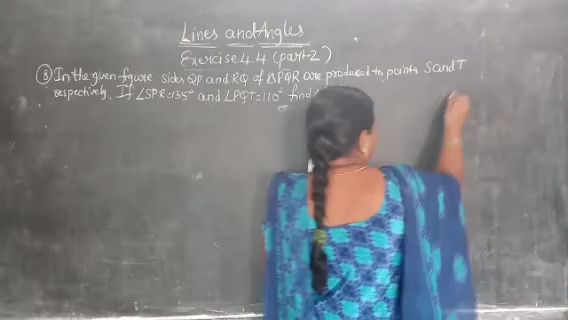 Lines and Angles
Exercise 4.4 (part-2)
③ In the given figure sides QP and RQ of ΔPQR are produced to points S and T
respectively. If ∠SPR=135° and ∠PQT=110° find